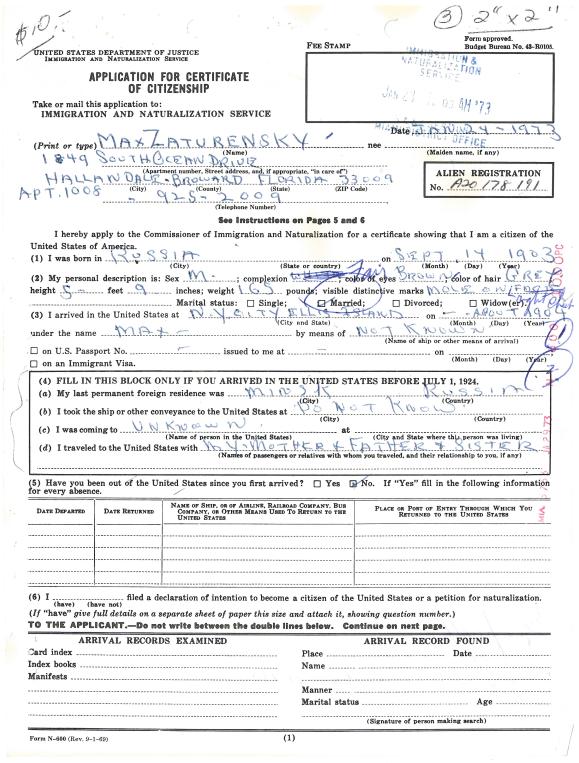 $10.-
③ 2" x 2"
UNITED STATES DEPARTMENT OF JUSTICE
IMMIGRATION AND NATURALIZATION SERVICE
FEE STAMP
Form approved.
Budget Bureau No. 43-R0105.
APPLICATION FOR CERTIFICATE
OF CITIZENSHIP
IMMIGRATION &
NATURALIZATION
SERVICE
Take or mail this application to:
IMMIGRATION AND NATURALIZATION SERVICE
Date JAN 24-1973
(Print or type) MAX ZATURENSKY nee
(Name) (Maiden name, if any)
1849 SOUTH OCEAN DRIVE
(Apartment number, Street address, and, if appropriate, "in care of")
HALLANDALE-BROWARD FLORIDA 33009
(City) (County) (State) (ZIP Code)
APT. 1008 - 925-2009
(Telephone Number)
ALIEN REGISTRATION
No. A20 178 191
See Instructions on Pages 5 and 6
I hereby apply to the Commissioner of Immigration and Naturalization for a certificate showing that I am a citizen of the
United States of America.
(1) I was born in RUSSIA on SEPT. 14 1903
(City) (State or country) (Month) (Day) (Year)
(2) My personal description is: Sex M-; complexion fair; color of eyes BROWN; color of hair GREY
height 5- feet 9 inches; weight 165 pounds; visible distinctive marks MOLE ON FACE
Marital status: Single; Married; Divorced; Widow(er).
(3) I arrived in the United States at N.Y. CITY ELLIS ISLAND on - ABOUT 1904
(City and State) (Month) (Day) (Year)
under the name MAX by means of NOT KNOWN
(Name of ship or other means of arrival)
on U.S. Passport No. issued to me at on
(Month) (Day) (Year)
on an Immigrant Visa.
(4) FILL IN THIS BLOCK ONLY IF YOU ARRIVED IN THE UNITED STATES BEFORE JULY 1, 1924.
(a) My last permanent foreign residence was MINSK RUSSIA
(City) (Country)
(b) I took the ship or other conveyance to the United States at DO NOT KNOW.
(City) (Country)
(c) I was coming to UNKNOWN at
(Name of person in the United States) (City and State where this person was living)
(d) I traveled to the United States with MY MOTHER & FATHER & SISTER
(Names of passengers or relatives with whom you traveled, and their relationship to you, if any)
(5) Have you been out of the United States since you first arrived? Yes No. If "Yes" fill in the following information
for every absence.
DATE DEPARTED
DATE RETURNED
NAME OF SHIP, OR OF AIRLINE, RAILROAD COMPANY, BUS
COMPANY, OR OTHER MEANS USED TO RETURN TO THE
UNITED STATES
PLACE OR PORT OF ENTRY THROUGH WHICH YOU
RETURNED TO THE UNITED STATES
(6) I filed a declaration of intention to become a citizen of the United States or a petition for naturalization.
(have) (have not)
(If "have" give full details on a separate sheet of paper this size and attach it, showing question number.)
TO THE APPLICANT.—Do not write between the double lines below. Continue on next page.
ARRIVAL RECORDS EXAMINED
Card index
Index books
Manifests
ARRIVAL RECORD FOUND
Place Date
Name
Manner
Marital status Age
(Signature of person making search)
Form N-600 (Rev. 9-1-69)
(1)